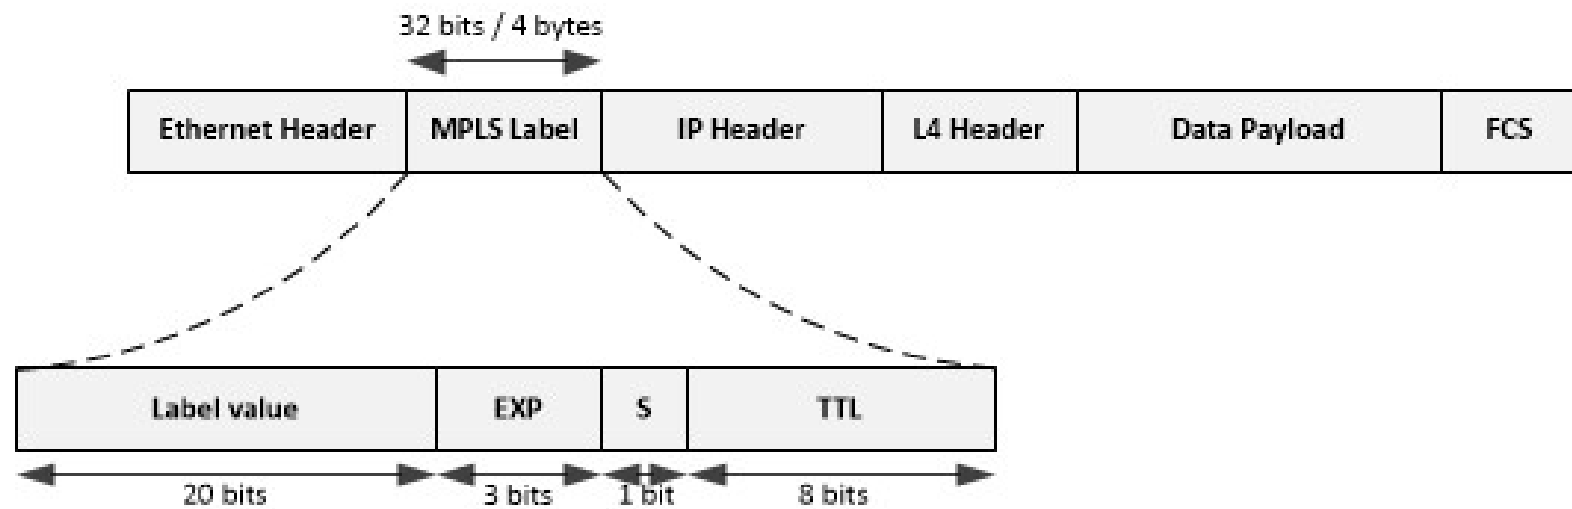 32 bits / 4 bytes
Ethernet Header MPLS Label IP Header L4 Header Data Payload FCS
Label value EXP S TTL
20 bits 3 bits 1 bit 8 bits